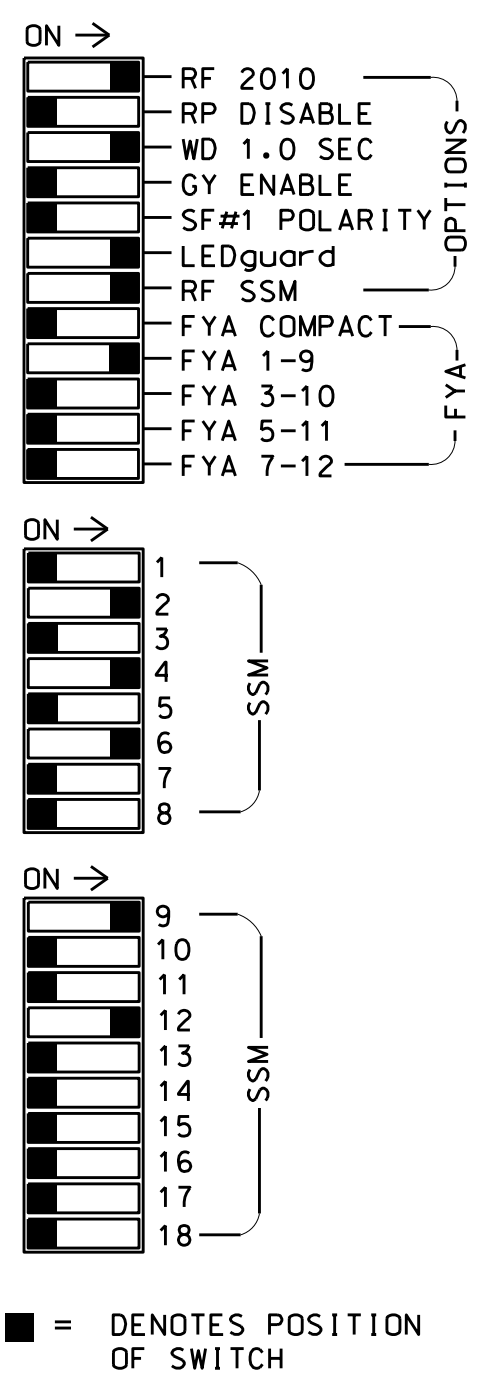 ON →
RF 2010
RP DISABLE
WD 1.0 SEC
GY ENABLE
SF#1 POLARITY
LEDguard
RF SSM
OPTIONS
FYA COMPACT
FYA 1-9
FYA 3-10
FYA 5-11
FYA 7-12
FYA
ON →
1
2
3
4
5
6
7
8
SSM
ON →
9
10
11
12
13
14
15
16
17
18
SSM
= DENOTES POSITION
OF SWITCH